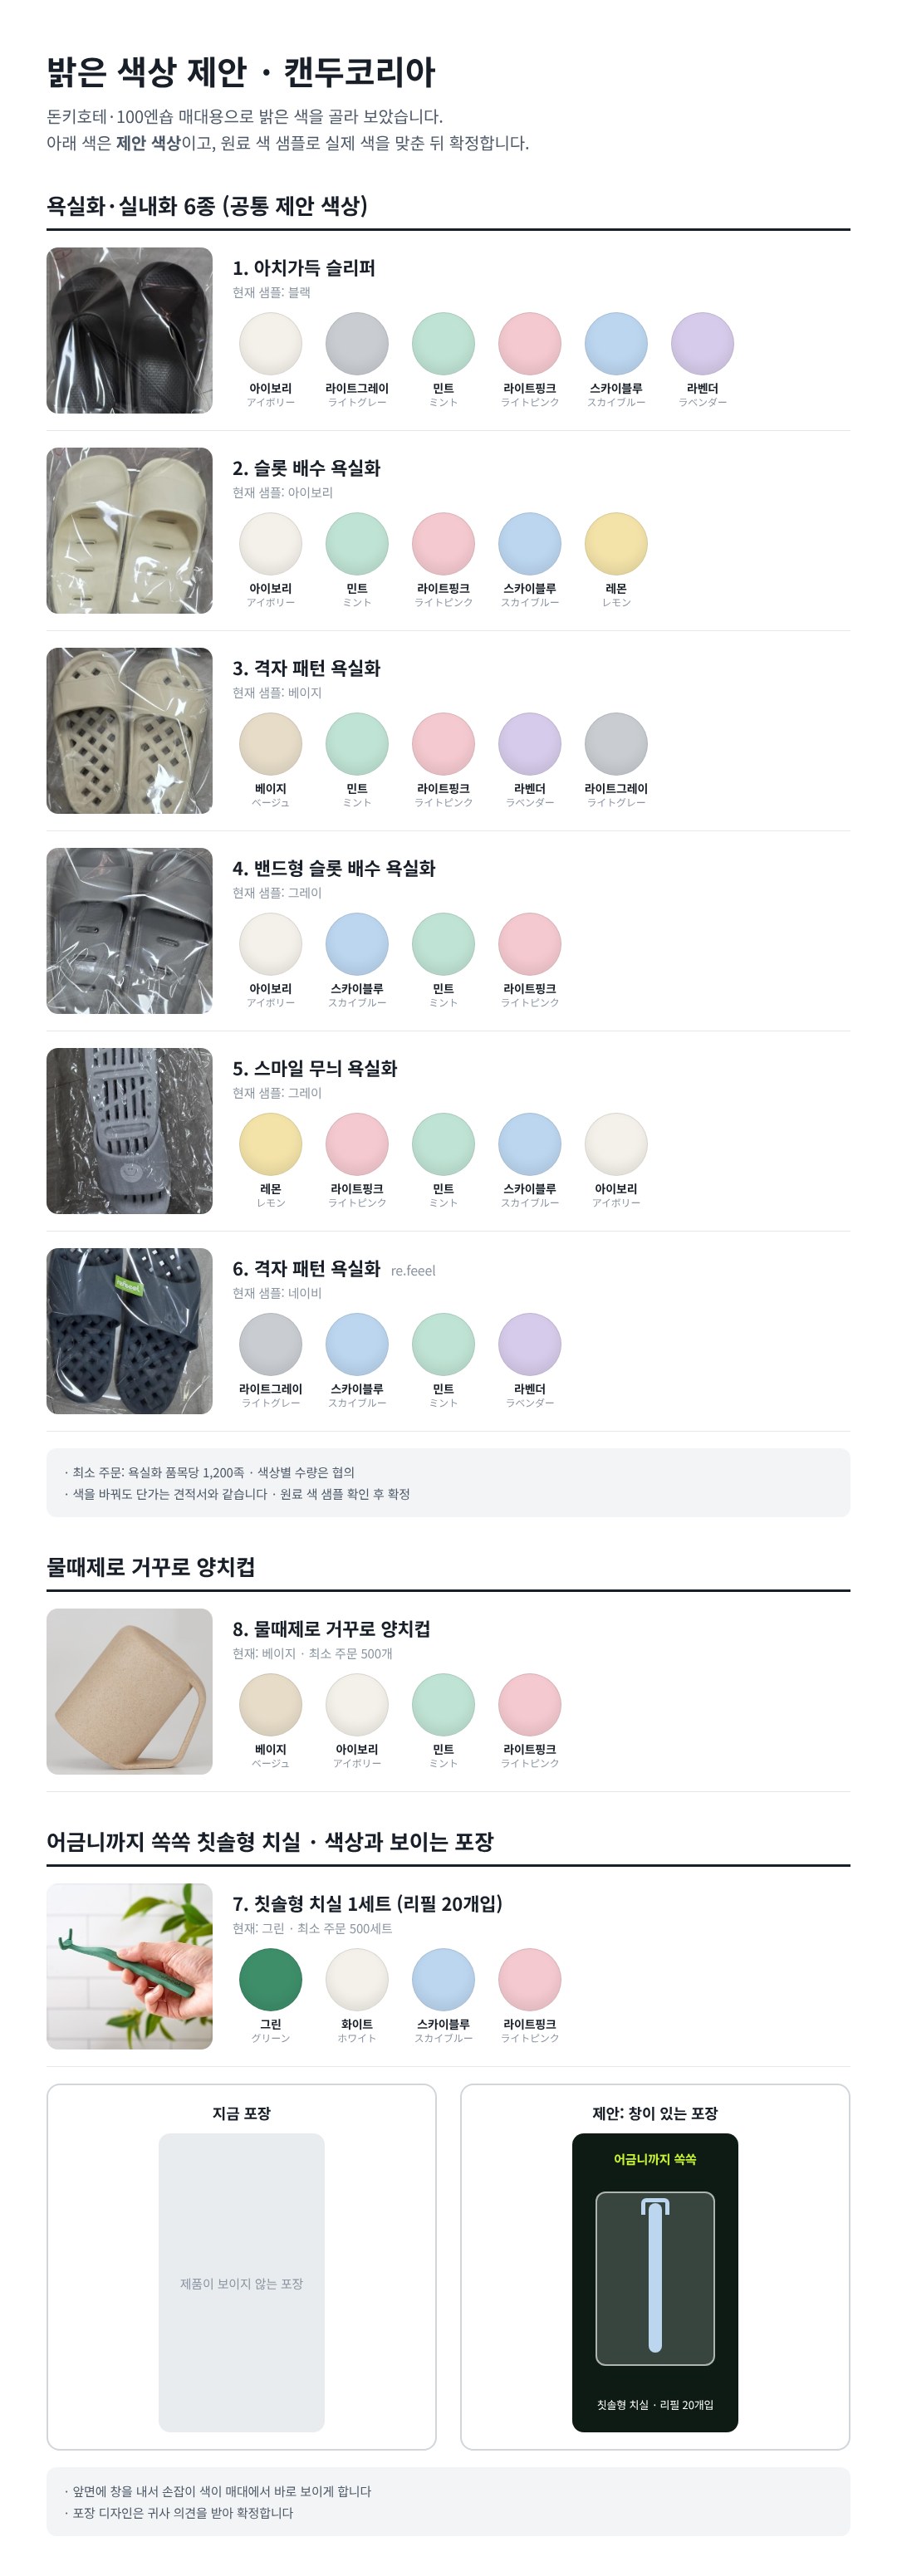 밝은 색상 제안 · 캔두코리아
돈키호테·100엔숍 매대용으로 밝은 색을 골라 보았습니다.
아래 색은 제안 색상이고, 원료 색 샘플로 실제 색을 맞춘 뒤 확정합니다.
욕실화·실내화 6종 (공통 제안 색상)
1. 아치가득 슬리퍼
현재 샘플: 블랙
아이보리 라이트그레이 민트 라이트핑크 스카이블루 라벤더
アイボリー ライトグレー ミント ライトピンク スカイブルー ラベンダー
2. 슬롯 배수 욕실화
현재 샘플: 아이보리
아이보리 민트 라이트핑크 스카이블루 레몬
アイボリー ミント ライトピンク スカイブルー レモン
3. 격자 패턴 욕실화
현재 샘플: 베이지
베이지 민트 라이트핑크 라벤더 라이트그레이
ベージュ ミント ライトピンク ラベンダー ライトグレー
4. 밴드형 슬롯 배수 욕실화
현재 샘플: 그레이
아이보리 스카이블루 민트 라이트핑크
アイボリー スカイブルー ミント ライトピンク
5. 스마일 무늬 욕실화
현재 샘플: 그레이
레몬 라이트핑크 민트 스카이블루 아이보리
レモン ライトピンク ミント スカイブルー アイボリー
re.feeel
6. 격자 패턴 욕실화 re.feeel
현재 샘플: 네이비
라이트그레이 스카이블루 민트 라벤더
ライトグレー スカイブルー ミント ラベンダー
· 최소 주문: 욕실화 품목당 1,200족 · 색상별 수량은 협의
· 색을 바꿔도 단가는 견적서와 같습니다 · 원료 색 샘플 확인 후 확정
물때제로 거꾸로 양치컵
8. 물때제로 거꾸로 양치컵
현재: 베이지 · 최소 주문 500개
베이지 아이보리 민트 라이트핑크
ベージュ アイボリー ミント ライトピンク
어금니까지 쏙쏙 칫솔형 치실 · 색상과 보이는 포장
7. 칫솔형 치실 1세트 (리필 20개입)
현재: 그린 · 최소 주문 500세트
그린 화이트 스카이블루 라이트핑크
グリーン ホワイト スカイブルー ライトピンク
지금 포장
제품이 보이지 않는 포장
제안: 창이 있는 포장
어금니까지 쏙쏙
칫솔형 치실 · 리필 20개입
· 앞면에 창을 내서 손잡이 색이 매대에서 바로 보이게 합니다
· 포장 디자인은 귀사 의견을 받아 확정합니다